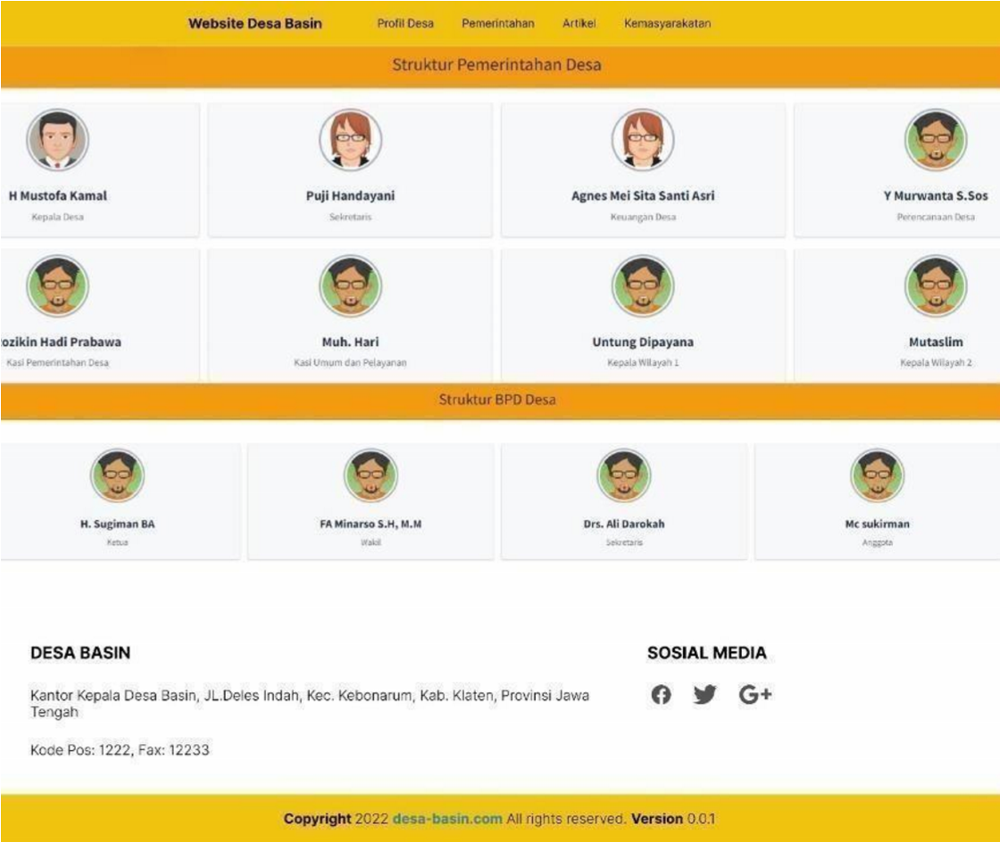 Website Desa Basin Profil Desa Pemerintahan Artikel Kemasyarakatan
Struktur Pemerintahan Desa
H Mustofa Kamal
Kepala Desa
Puji Handayani
Sekretaris
Agnes Mei Sita Santi Asri
Keuangan Desa
Y Murwanta S.Sos
Perencanaan Desa
ozikin Hadi Prabawa
Kasi Pemerintahan Desa
Muh. Hari
Kasi Umum dan Pelayanan
Untung Dipayana
Kepala Wilayah 1
Mutaslim
Kepala Wilayah 2
Struktur BPD Desa
H. Sugiman BA
Ketua
FA Minarso S.H, M.M
Wakil
Drs. Ali Darokah
Sekretaris
Mc sukirman
Anggota
DESA BASIN
Kantor Kepala Desa Basin, JL.Deles Indah, Kec. Kebonarum, Kab. Klaten, Provinsi Jawa
Tengah
Kode Pos: 1222, Fax: 12233
SOSIAL MEDIA
G+
Copyright 2022 desa-basin.com All rights reserved. Version 0.0.1